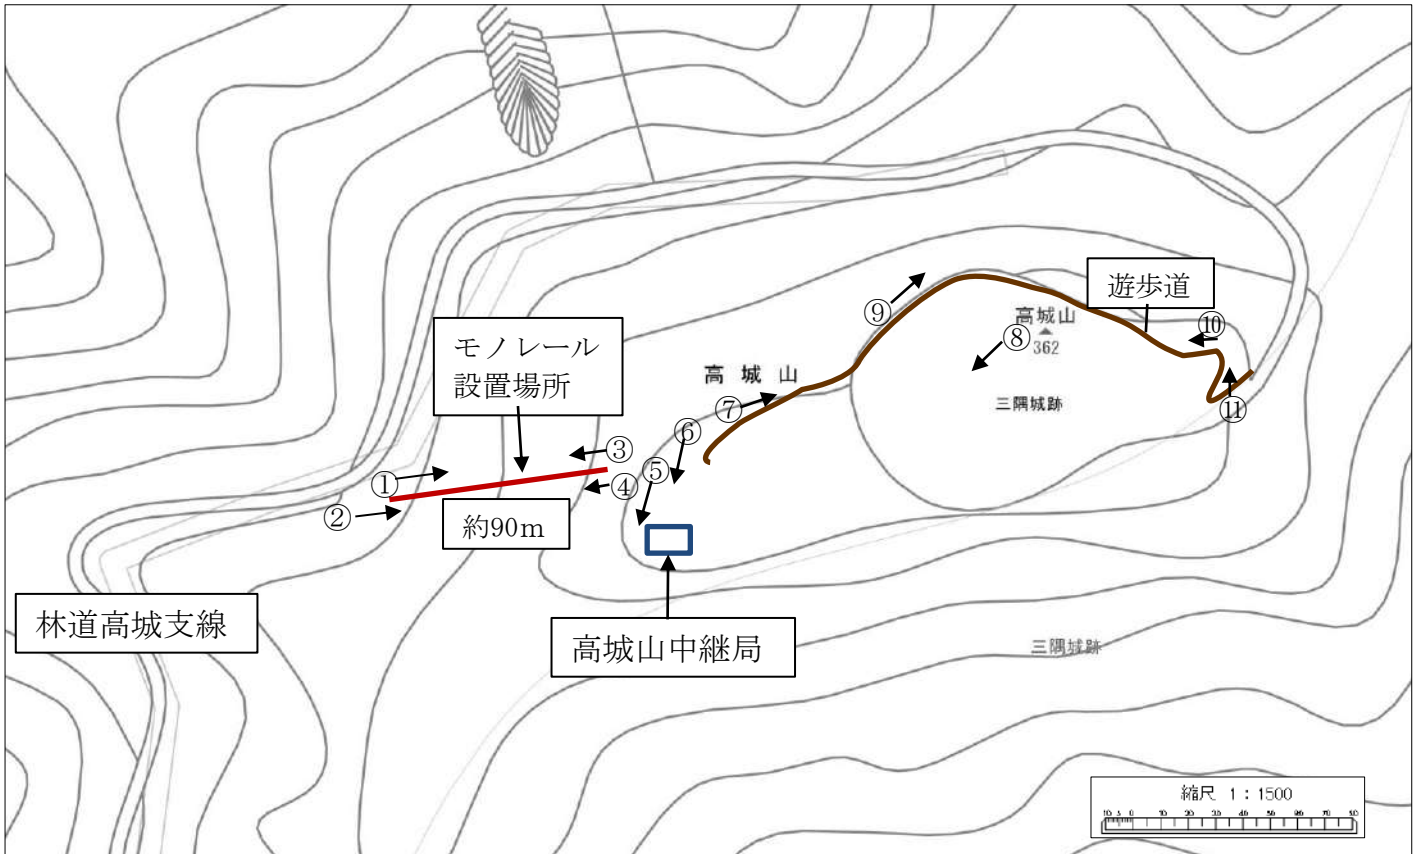 遊歩道
⑨
高城山
⑩
⑧
362
モノレール
設置場所
高 城 山
三隅城跡
⑦
⑪
⑥
③
⑤
①
④
②
約90m
林道高城支線
高城山中継局
三隅城跡
縮尺 1：1500